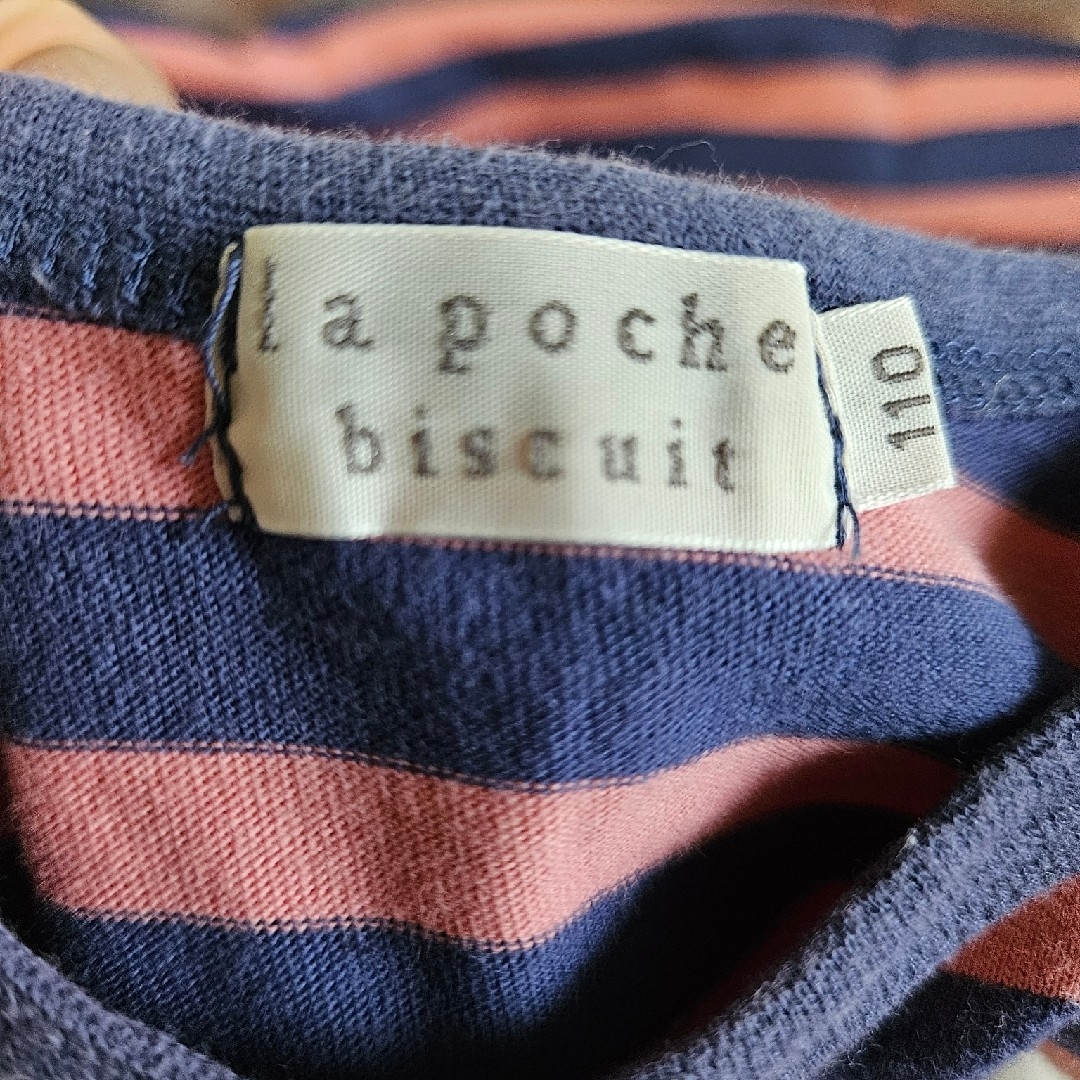 la poche
biscuit
110